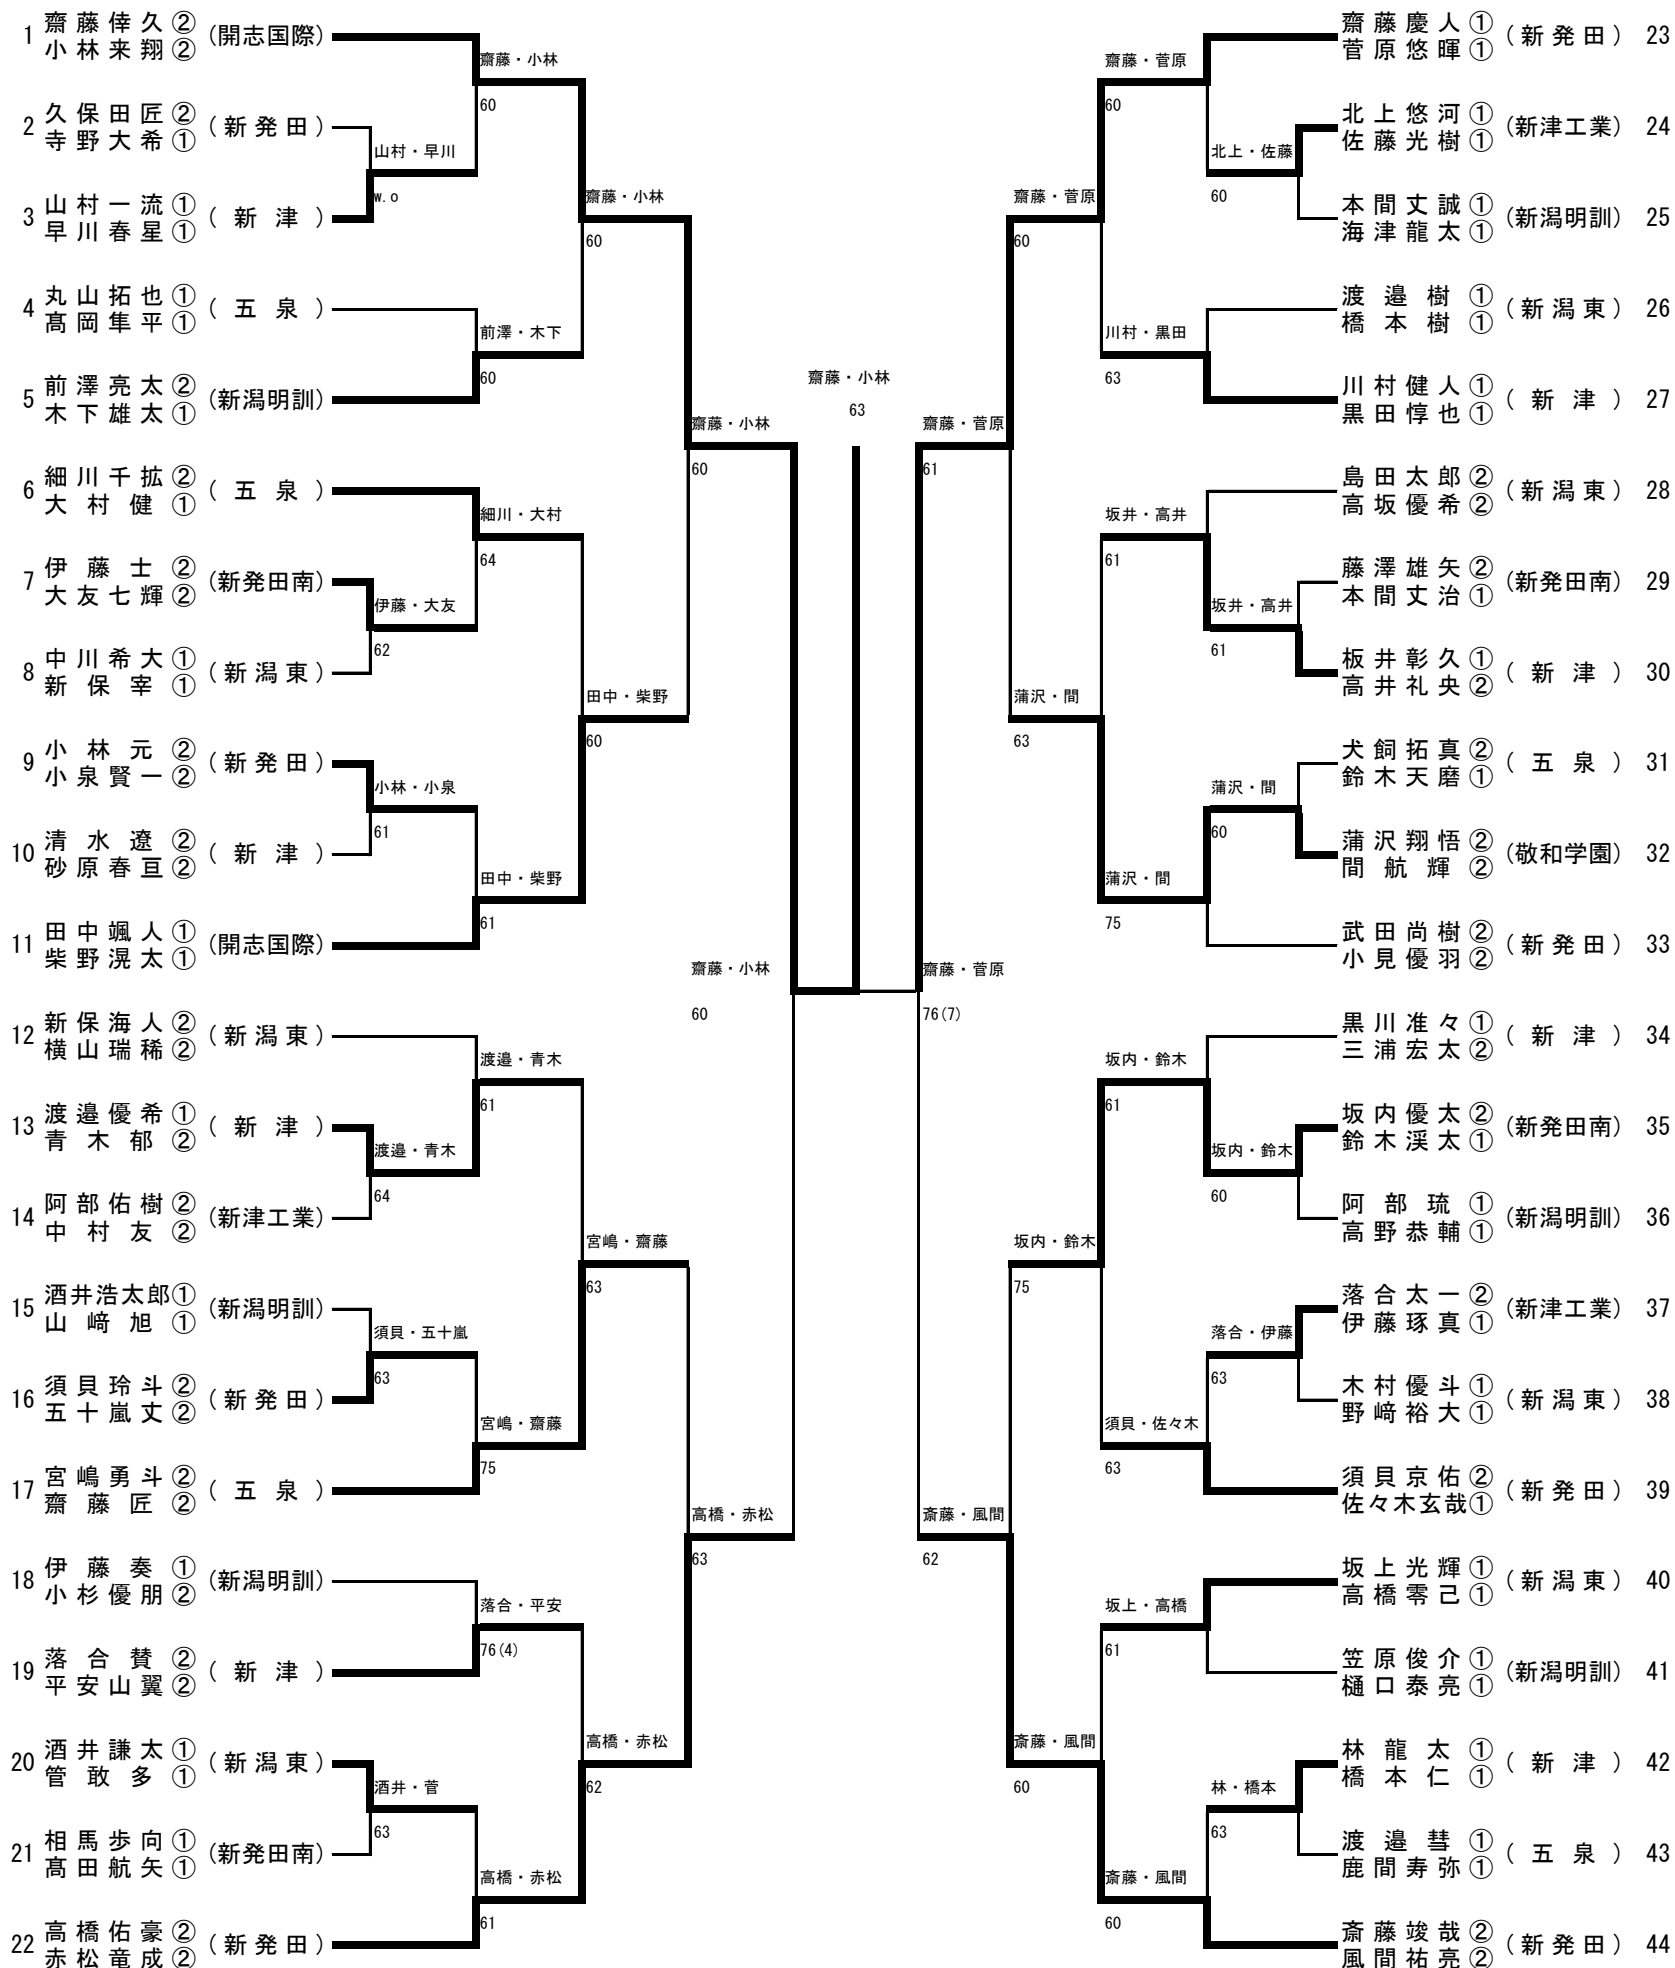 1 齋藤倖久② (開志国際)
小林来翔②
齋藤・小林
60
2 久保田匠② (新発田)
寺野大希①
山村・早川
w.o
3 山村一流① (新津)
早川春星①
齋藤・小林
60
4 丸山拓也① (五泉)
髙岡隼平①
前澤・木下
60
5 前澤亮太② (新潟明訓)
木下雄太①
齋藤・小林
60
6 細川千拡② (五泉)
大村健①
細川・大村
64
7 伊藤士② (新発田南)
大友七輝②
伊藤・大友
62
8 中川希大① (新潟東)
新保宰①
田中・柴野
60
9 小林元② (新発田)
小泉賢一②
小林・小泉
61
10 清水遼② (新津)
砂原春亘②
田中・柴野
61
11 田中颯人① (開志国際)
柴野滉太①
齋藤・小林
60
12 新保海人② (新潟東)
横山瑞稀②
渡邉・青木
61
13 渡邉優希① (新津)
青木郁②
渡邉・青木
64
14 阿部佑樹② (新津工業)
中村友②
宮嶋・齋藤
63
15 酒井浩太郎① (新潟明訓)
山﨑旭①
須貝・五十嵐
63
16 須貝玲斗② (新発田)
五十嵐丈②
宮嶋・齋藤
75
17 宮嶋勇斗② (五泉)
齋藤匠②
高橋・赤松
63
18 伊藤奏① (新潟明訓)
小杉優朋②
落合・平安
76(4)
19 落合賛② (新津)
平安山翼②
高橋・赤松
62
20 酒井謙太① (新潟東)
管敢多①
酒井・菅
63
21 相馬歩向① (新発田南)
髙田航矢①
高橋・赤松
61
22 高橋佑豪② (新発田)
赤松竜成②
齋藤・小林
63
齋藤慶人① (新発田) 23
菅原悠暉①
齋藤・菅原
60
北上悠河① (新津工業) 24
佐藤光樹①
北上・佐藤
60
本間丈誠① (新潟明訓) 25
海津龍太①
齋藤・菅原
60
渡邉樹① (新潟東) 26
橋本樹①
川村・黒田
63
川村健人① (新津) 27
黒田惇也①
齋藤・菅原
61
島田太郎② (新潟東) 28
高坂優希②
坂井・高井
61
藤澤雄矢② (新発田南) 29
本間丈治①
坂井・高井
61
板井彰久① (新津) 30
高井礼央②
蒲沢・間
63
犬飼拓真② (五泉) 31
鈴木天磨①
蒲沢・間
60
蒲沢翔悟② (敬和学園) 32
間航輝②
蒲沢・間
75
武田尚樹② (新発田) 33
小見優羽②
齋藤・菅原
76(7)
黒川准々① (新津) 34
三浦宏太②
坂内・鈴木
61
坂内優太② (新発田南) 35
鈴木渓太①
坂内・鈴木
60
阿部琉① (新潟明訓) 36
高野恭輔①
坂内・鈴木
75
落合太一② (新津工業) 37
伊藤琢真①
落合・伊藤
63
木村優斗① (新潟東) 38
野﨑裕大①
須貝・佐々木
63
須貝京佑② (新発田) 39
佐々木玄哉①
斎藤・風間
62
坂上光輝① (新潟東) 40
高橋零己①
坂上・高橋
61
笠原俊介① (新潟明訓) 41
樋口泰亮①
斎藤・風間
60
林龍太① (新津) 42
橋本仁①
林・橋本
63
渡邉彗① (五泉) 43
鹿間寿弥①
斎藤・風間
60
斎藤竣哉② (新発田) 44
風間祐亮②